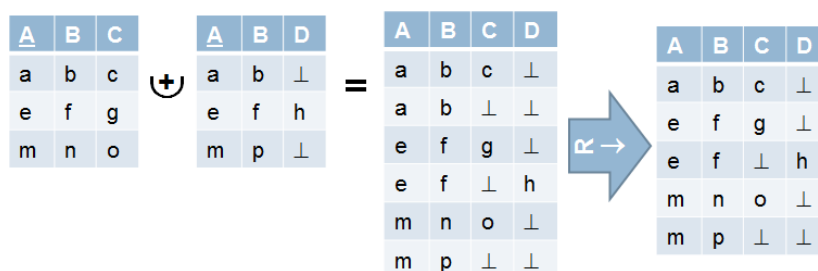 A B C
a b c
e f g
m n o
⊎
A B D
a b ⊥
e f h
m p ⊥
=
A B C D
a b c ⊥
a b ⊥ ⊥
e f g ⊥
e f ⊥ h
m n o ⊥
m p ⊥ ⊥
R →
A B C D
a b c ⊥
e f g ⊥
e f ⊥ h
m n o ⊥
m p ⊥ ⊥